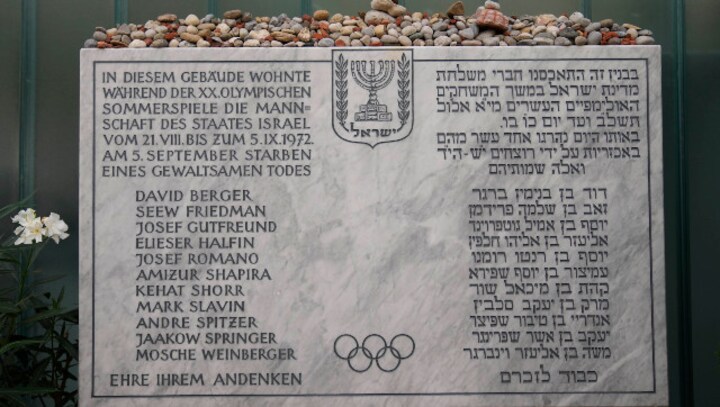 IN DIESEM GEBÄUDE WOHNTE
WÄHREND DER XX.OLYMPISCHEN
SOMMERSPIELE DIE MANN=
SCHAFT DES STAATES ISRAEL
VOM 21.VIII. BIS ZUM 5.IX.1972.
AM 5. SEPTEMBER STARBEN
EINES GEWALTSAMEN TODES
DAVID BERGER
SEEW FRIEDMAN
JOSEF GUTFREUND
ELIESER HALFIN
JOSEF ROMANO
AMIZUR SHAPIRA
KEHAT SHORR
MARK SLAVIN
ANDRE SPITZER
JAAKOW SPRINGER
MOSCHE WEINBERGER
EHRE IHREM ANDENKEN
ישראל
בבנין זה התאכסנו חברי משלחת
מדינת ישראל במשך המשחקים
האולימפיים העשרים מי״א אלול
תשל״ב ועד יום כו בו.
באותו היום נהרגו אחד עשר מהם
באכזריות על ידי רוצחים ימ״ש-הי״ד
ואלה שמותיהם
דוד בן בנימין ברגר
זאב בן שלמה פרידמן
יוסף בן אמיל גוטפרוינד
אליעזר בן אליהו חלפין
יוסף בן רנטו רומנו
עמיצור בן יוסף שפירא
קהת בן מיכאל שור
מרק בן יעקב סלבין
אנדריי בן טיבור שפיצר
יעקב בן אשר שפרינגר
משה בן אליעזר וינברגר
כבוד לזכרם